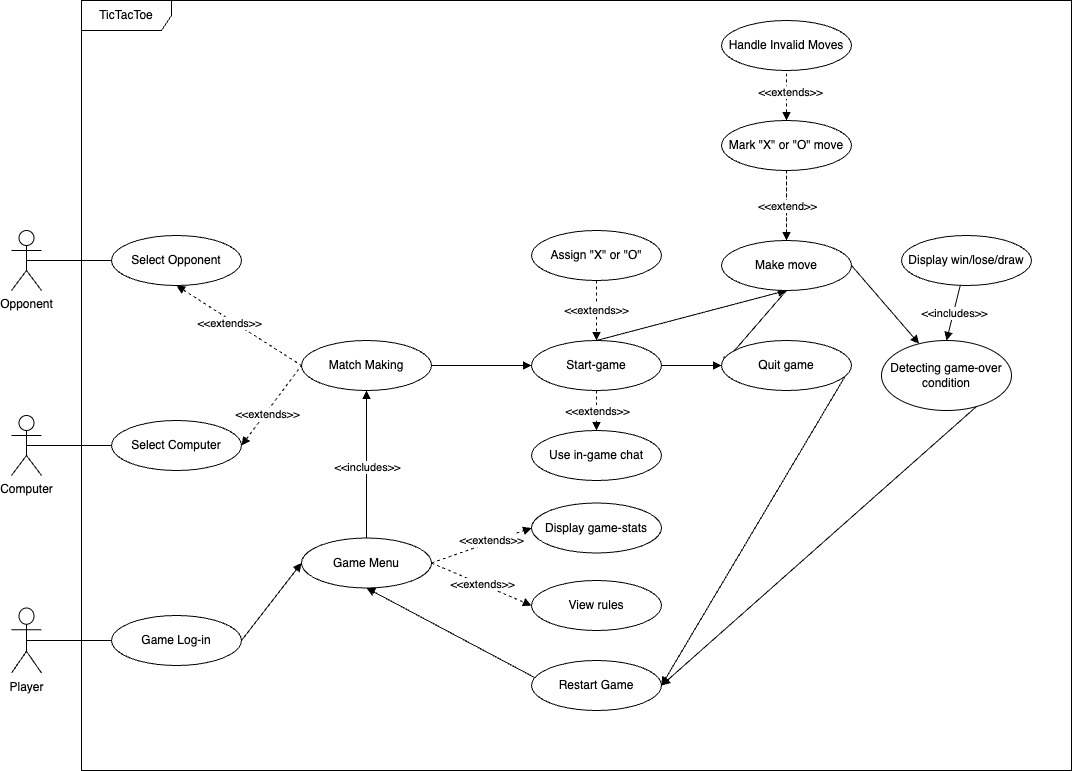 TicTacToe
Handle Invalid Moves
<<extends>>
Mark "X" or "O" move
<<extend>>
Opponent
Select Opponent
Assign "X" or "O"
Make move
Display win/lose/draw
<<extends>>
<<extends>>
<<includes>>
Match Making
Start-game
Quit game
Detecting game-over
condition
<<extends>>
<<extends>>
Computer
Select Computer
Use in-game chat
<<includes>>
Display game-stats
<<extends>>
Game Menu
<<extends>>
View rules
Player
Game Log-in
Restart Game